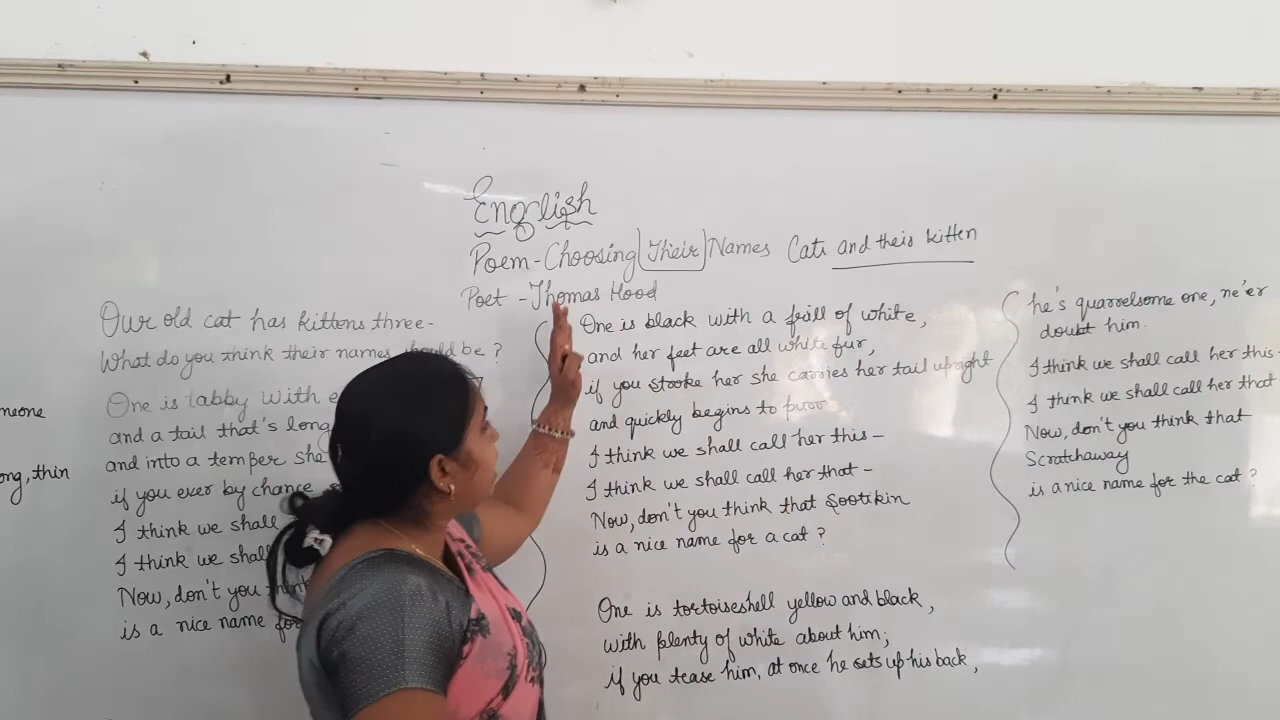 English
Poem - Choosing Their Names Cats and their kitten
Poet - Thomas Hood
meone
ong, thin
Our old cat has kittens three -
What do you think their names should be ?
One is tabby with e
and a tail that's long
and into a temper she
if you ever by chance
I think we shall
I think we shall
Now, don't you think
is a nice name for
One is black with a frill of white,
and her feet are all white fur,
if you stroke her she carries her tail upright
and quickly begins to purr
I think we shall call her this -
I think we shall call her that -
Now, don't you think that Sootikin
is a nice name for a cat ?
One is tortoiseshell yellow and black,
with plenty of white about him;
if you tease him, at once he sets up his back,
he's quarrelsome one, ne'er
doubt him.
I think we shall call her this -
I think we shall call her that
Now, don't you think that
Scratchaway
is a nice name for the cat ?